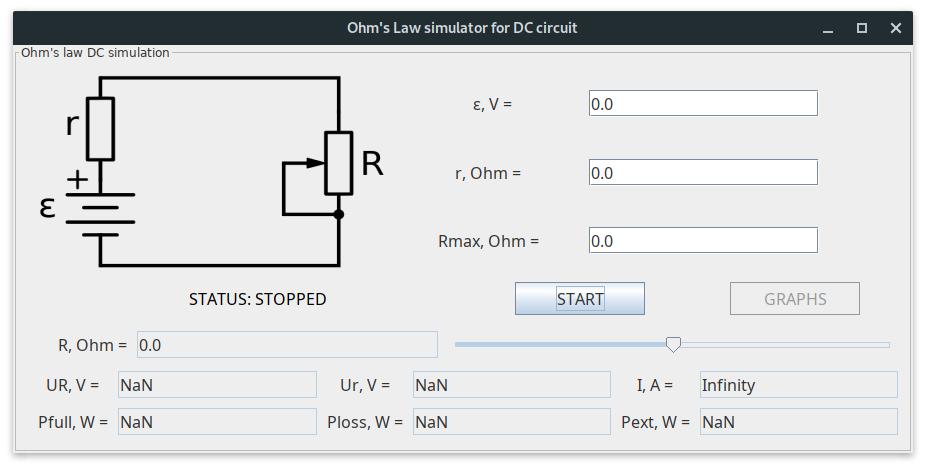 Ohm's Law simulator for DC circuit
Ohm's law DC simulation
r
+
ε
R
ε, V =
0.0
r, Ohm =
0.0
Rmax, Ohm =
0.0
STATUS: STOPPED
START
GRAPHS
R, Ohm =
0.0
UR, V =
NaN
Ur, V =
NaN
I, A =
Infinity
Pfull, W =
NaN
Ploss, W =
NaN
Pext, W =
NaN